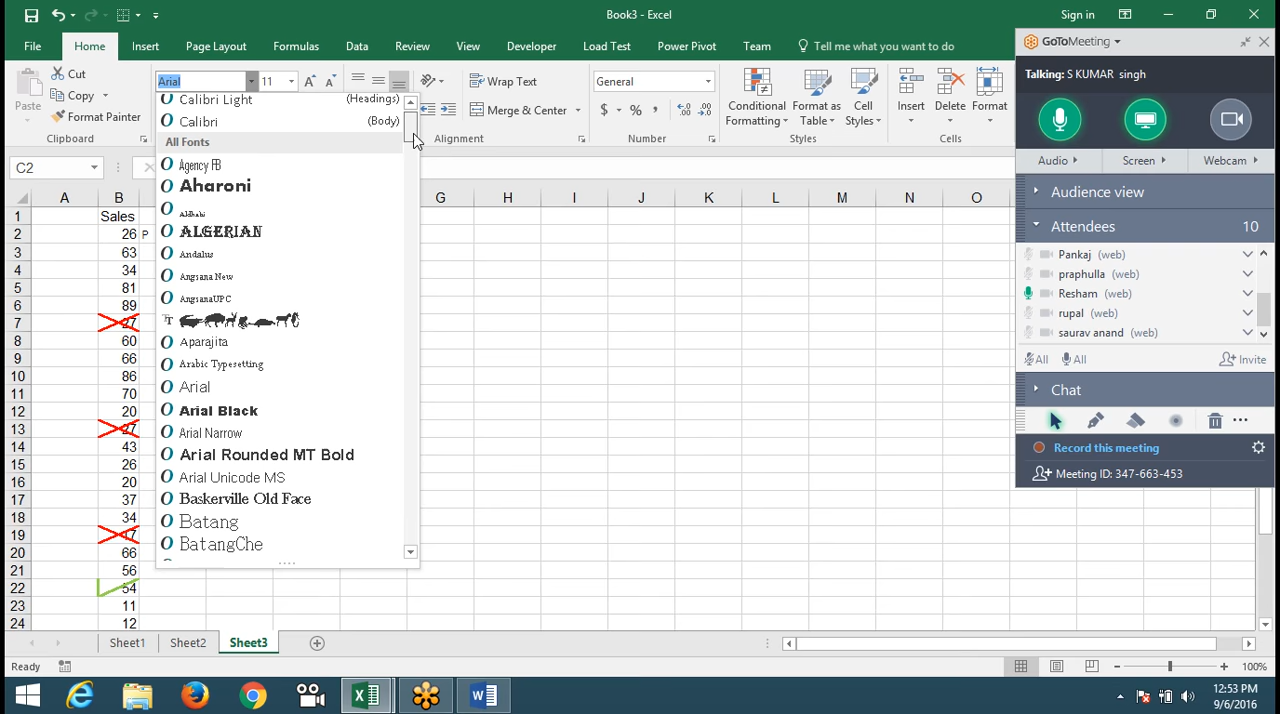 Book3 - Excel
Sign in
File
Home
Insert
Page Layout
Formulas
Data
Review
View
Developer
Load Test
Power Pivot
Team
Tell me what you want to do
Paste
Cut
Copy
Format Painter
Clipboard
Arial
11
Wrap Text
Merge & Center
Alignment
General
$ % ,
Number
Conditional
Formatting
Format as
Table
Cell
Styles
Styles
Insert
Delete
Format
Cells
C2
Calibri Light (Headings)
Calibri (Body)
All Fonts
Agency FB
Aharoni
Aldhabi
ALGERIAN
Andalus
Angsana New
AngsanaUPC
Aparajita
Arabic Typesetting
Arial
Arial Black
Arial Narrow
Arial Rounded MT Bold
Arial Unicode MS
Baskerville Old Face
Batang
BatangChe
A B G H I J K L M N O
1 Sales
2 26 P
3 63
4 34
5 81
6 89
7 27
8 60
9 66
10 86
11 70
12 20
13 27
14 43
15 26
16 20
17 37
18 34
19 17
20 66
21 56
22 54
23 11
24 12
Sheet1
Sheet2
Sheet3
Ready
100%
GoToMeeting
Talking: S KUMAR singh
Audio
Screen
Webcam
Audience view
Attendees 10
Pankaj (web)
praphulla (web)
Resham (web)
rupal (web)
saurav anand (web)
All
All
Invite
Chat
Record this meeting
Meeting ID: 347-663-453
12:53 PM
9/6/2016